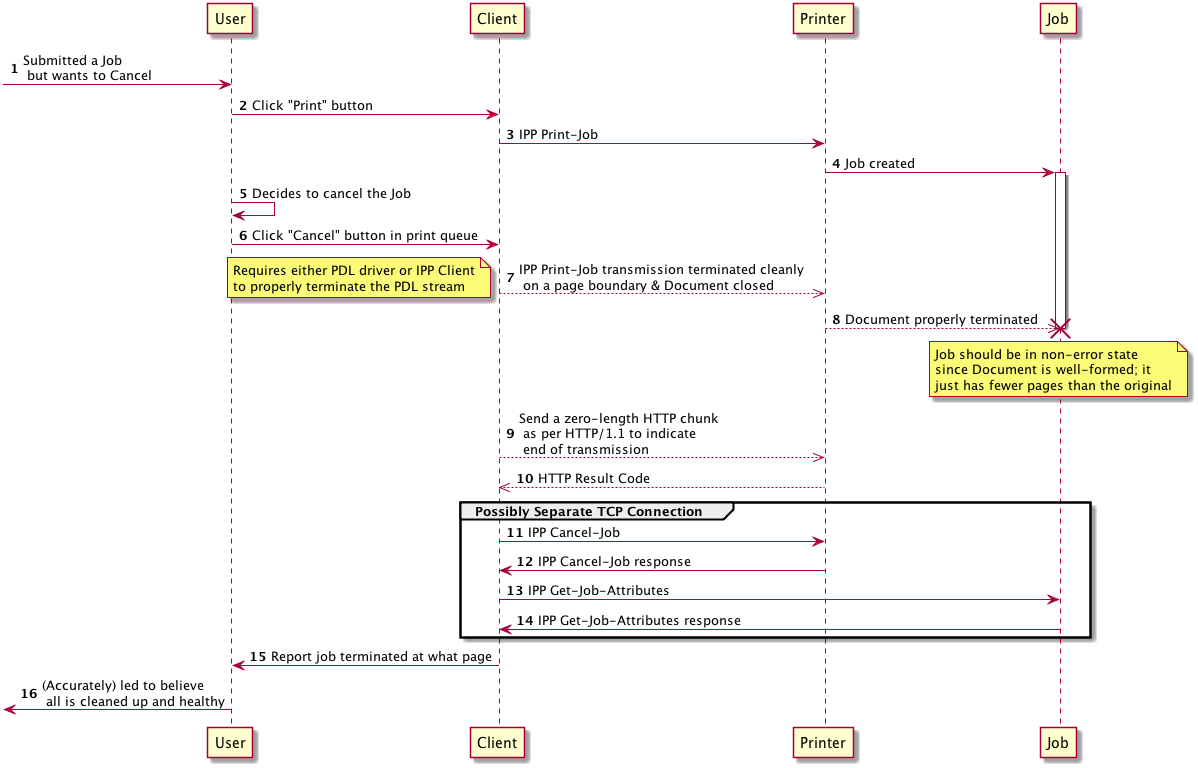 User
Client
Printer
Job
1 Submitted a Job
but wants to Cancel
2 Click "Print" button
3 IPP Print-Job
4 Job created
5 Decides to cancel the Job
6 Click "Cancel" button in print queue
Requires either PDL driver or IPP Client
to properly terminate the PDL stream
7 IPP Print-Job transmission terminated cleanly
on a page boundary & Document closed
8 Document properly terminated
Job should be in non-error state
since Document is well-formed; it
just has fewer pages than the original
9 Send a zero-length HTTP chunk
as per HTTP/1.1 to indicate
end of transmission
10 HTTP Result Code
Possibly Separate TCP Connection
11 IPP Cancel-Job
12 IPP Cancel-Job response
13 IPP Get-Job-Attributes
14 IPP Get-Job-Attributes response
15 Report job terminated at what page
16 (Accurately) led to believe
all is cleaned up and healthy
User
Client
Printer
Job